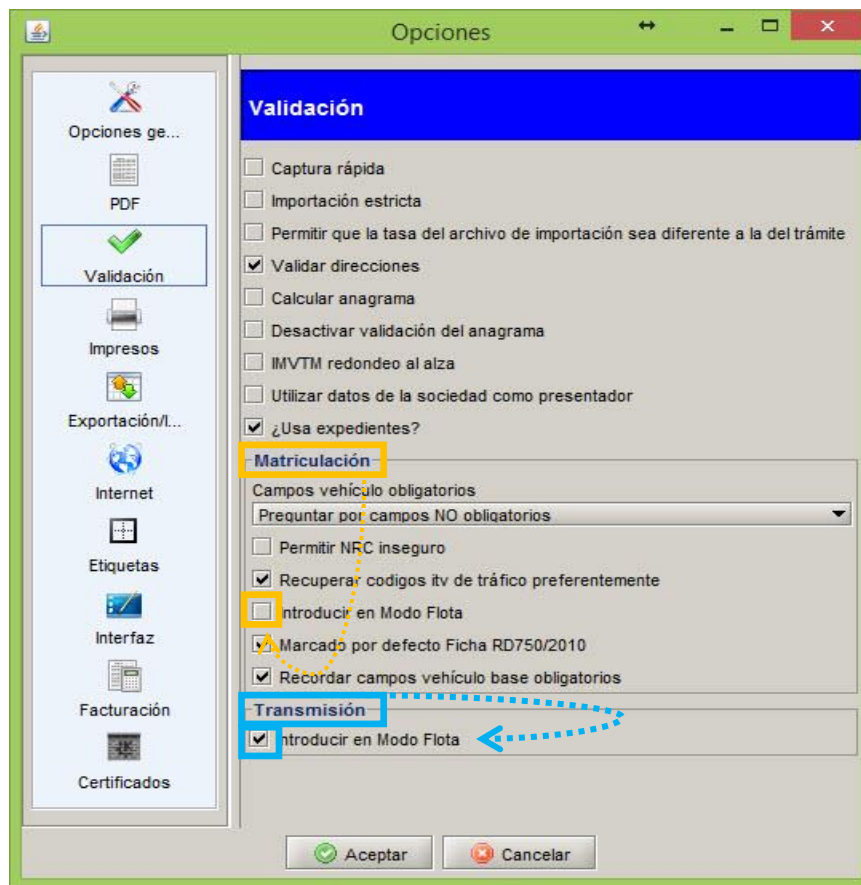 Opciones
Opciones ge...
PDF
Validación
Impresos
Exportación/I...
Internet
Etiquetas
Interfaz
Facturación
Certificados
Validación
Captura rápida
Importación estricta
Permitir que la tasa del archivo de importación sea diferente a la del trámite
Validar direcciones
Calcular anagrama
Desactivar validación del anagrama
IMVTM redondeo al alza
Utilizar datos de la sociedad como presentador
¿Usa expedientes?
Matriculación
Campos vehículo obligatorios
Preguntar por campos NO obligatorios
Permitir NRC inseguro
Recuperar codigos itv de tráfico preferentemente
Introducir en Modo Flota
Marcado por defecto Ficha RD750/2010
Recordar campos vehículo base obligatorios
Transmisión
Introducir en Modo Flota
Aceptar
Cancelar